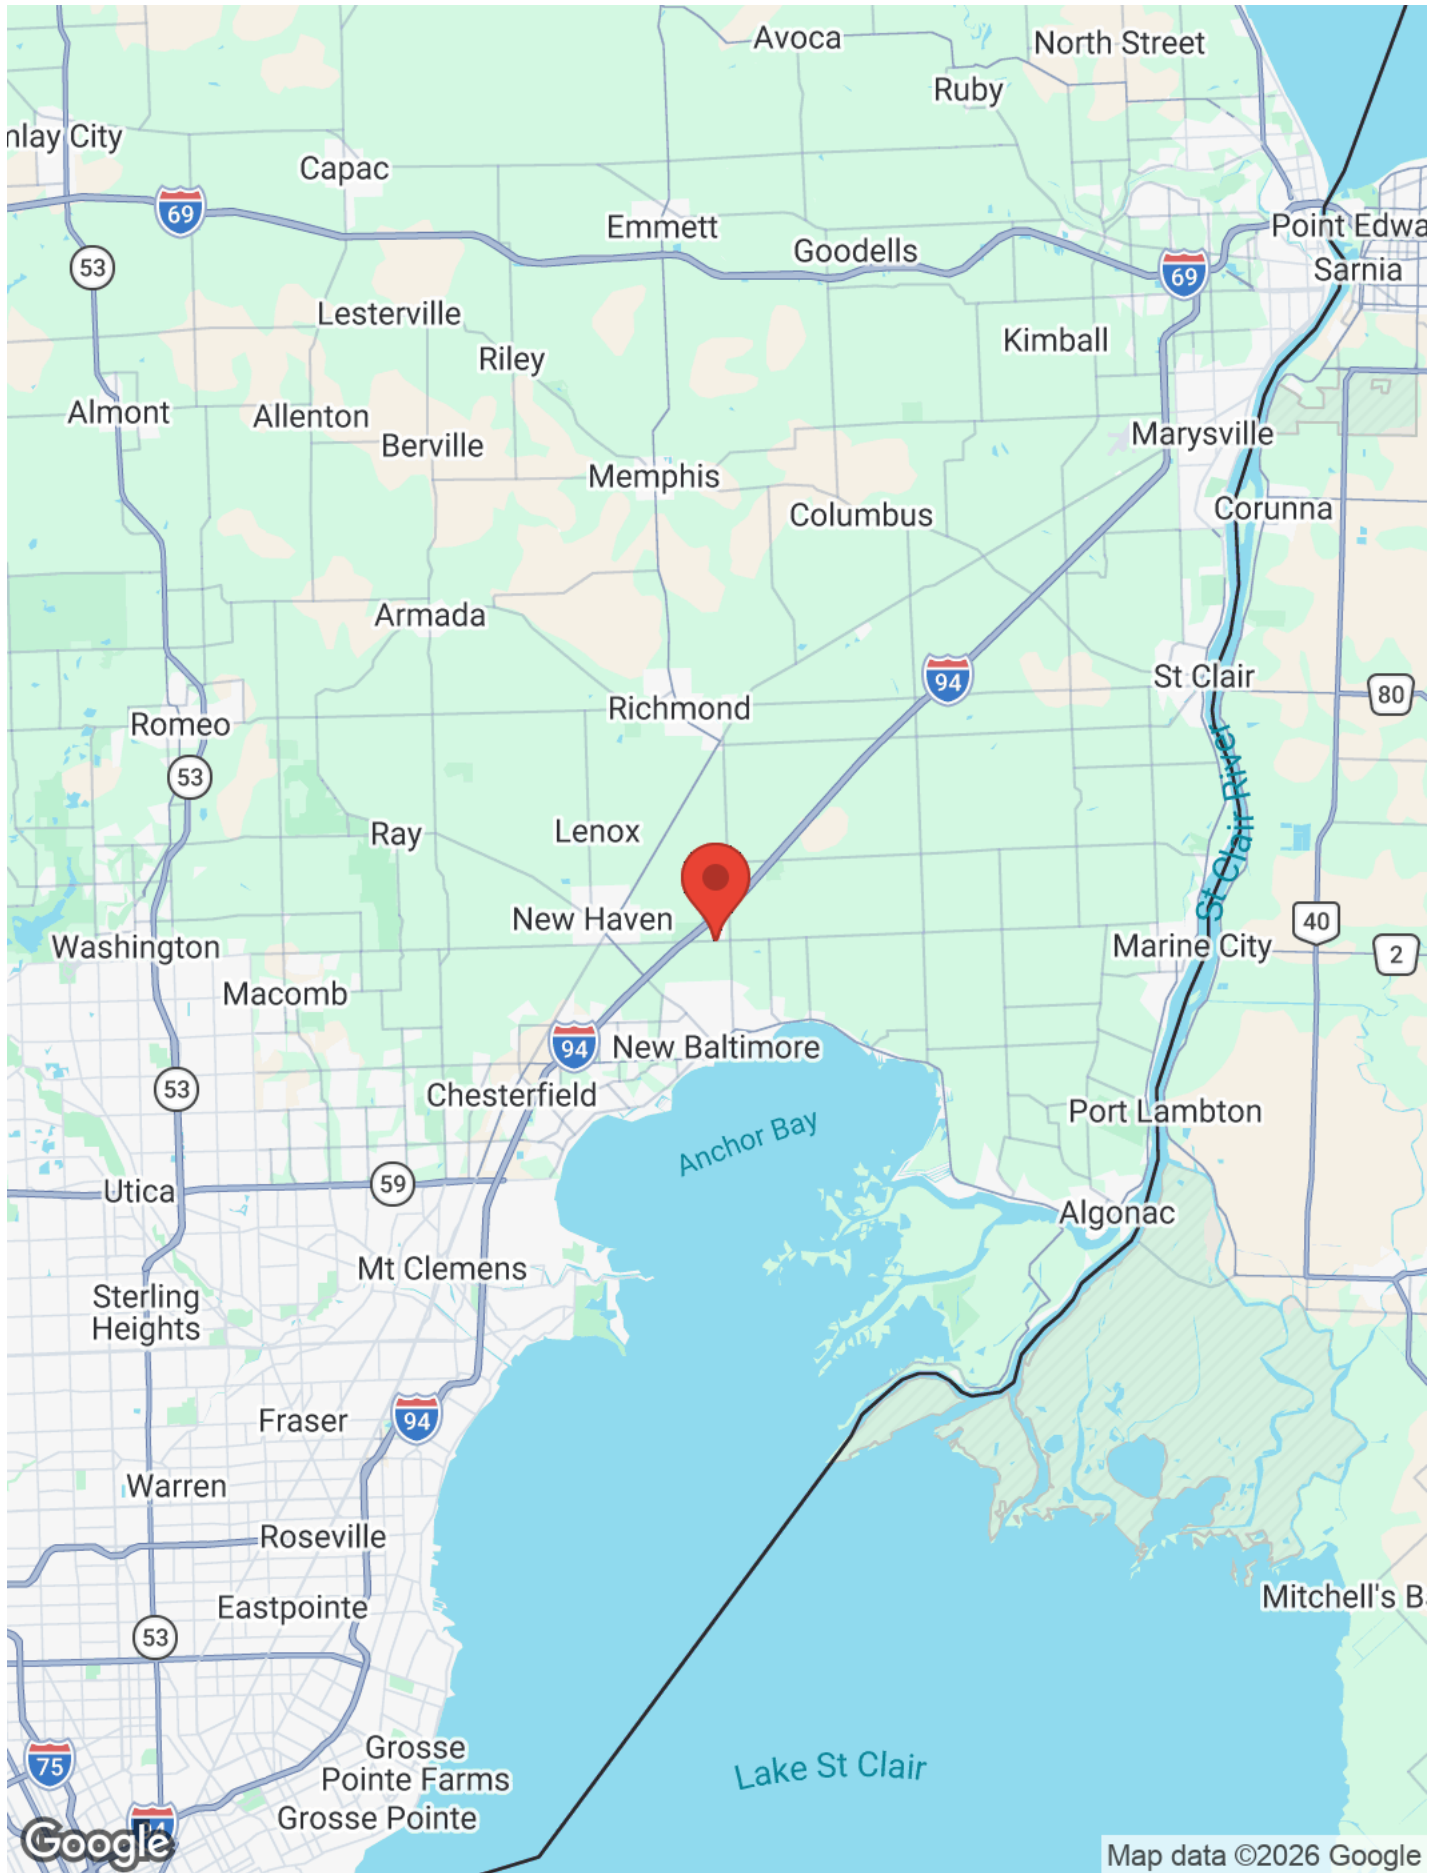 Avoca
North Street
Ruby
nlay City
Capac
69
Emmett
Point Edwa
Goodells
53
69
Sarnia
Lesterville
Kimball
Riley
Almont
Allenton
Marysville
Berville
Memphis
Corunna
Columbus
Armada
St Clair
94
80
Richmond
Romeo
53
St Clair River
Lenox
Ray
New Haven
40
Washington
Marine City
2
Macomb
94
New Baltimore
53
Chesterfield
Port Lambton
Anchor Bay
59
Utica
Algonac
Mt Clemens
Sterling
Heights
Fraser
94
Warren
Roseville
Mitchell's B
Eastpointe
53
Grosse
Pointe Farms
75
Lake St Clair
Grosse Pointe
Google
Map data ©2026 Google